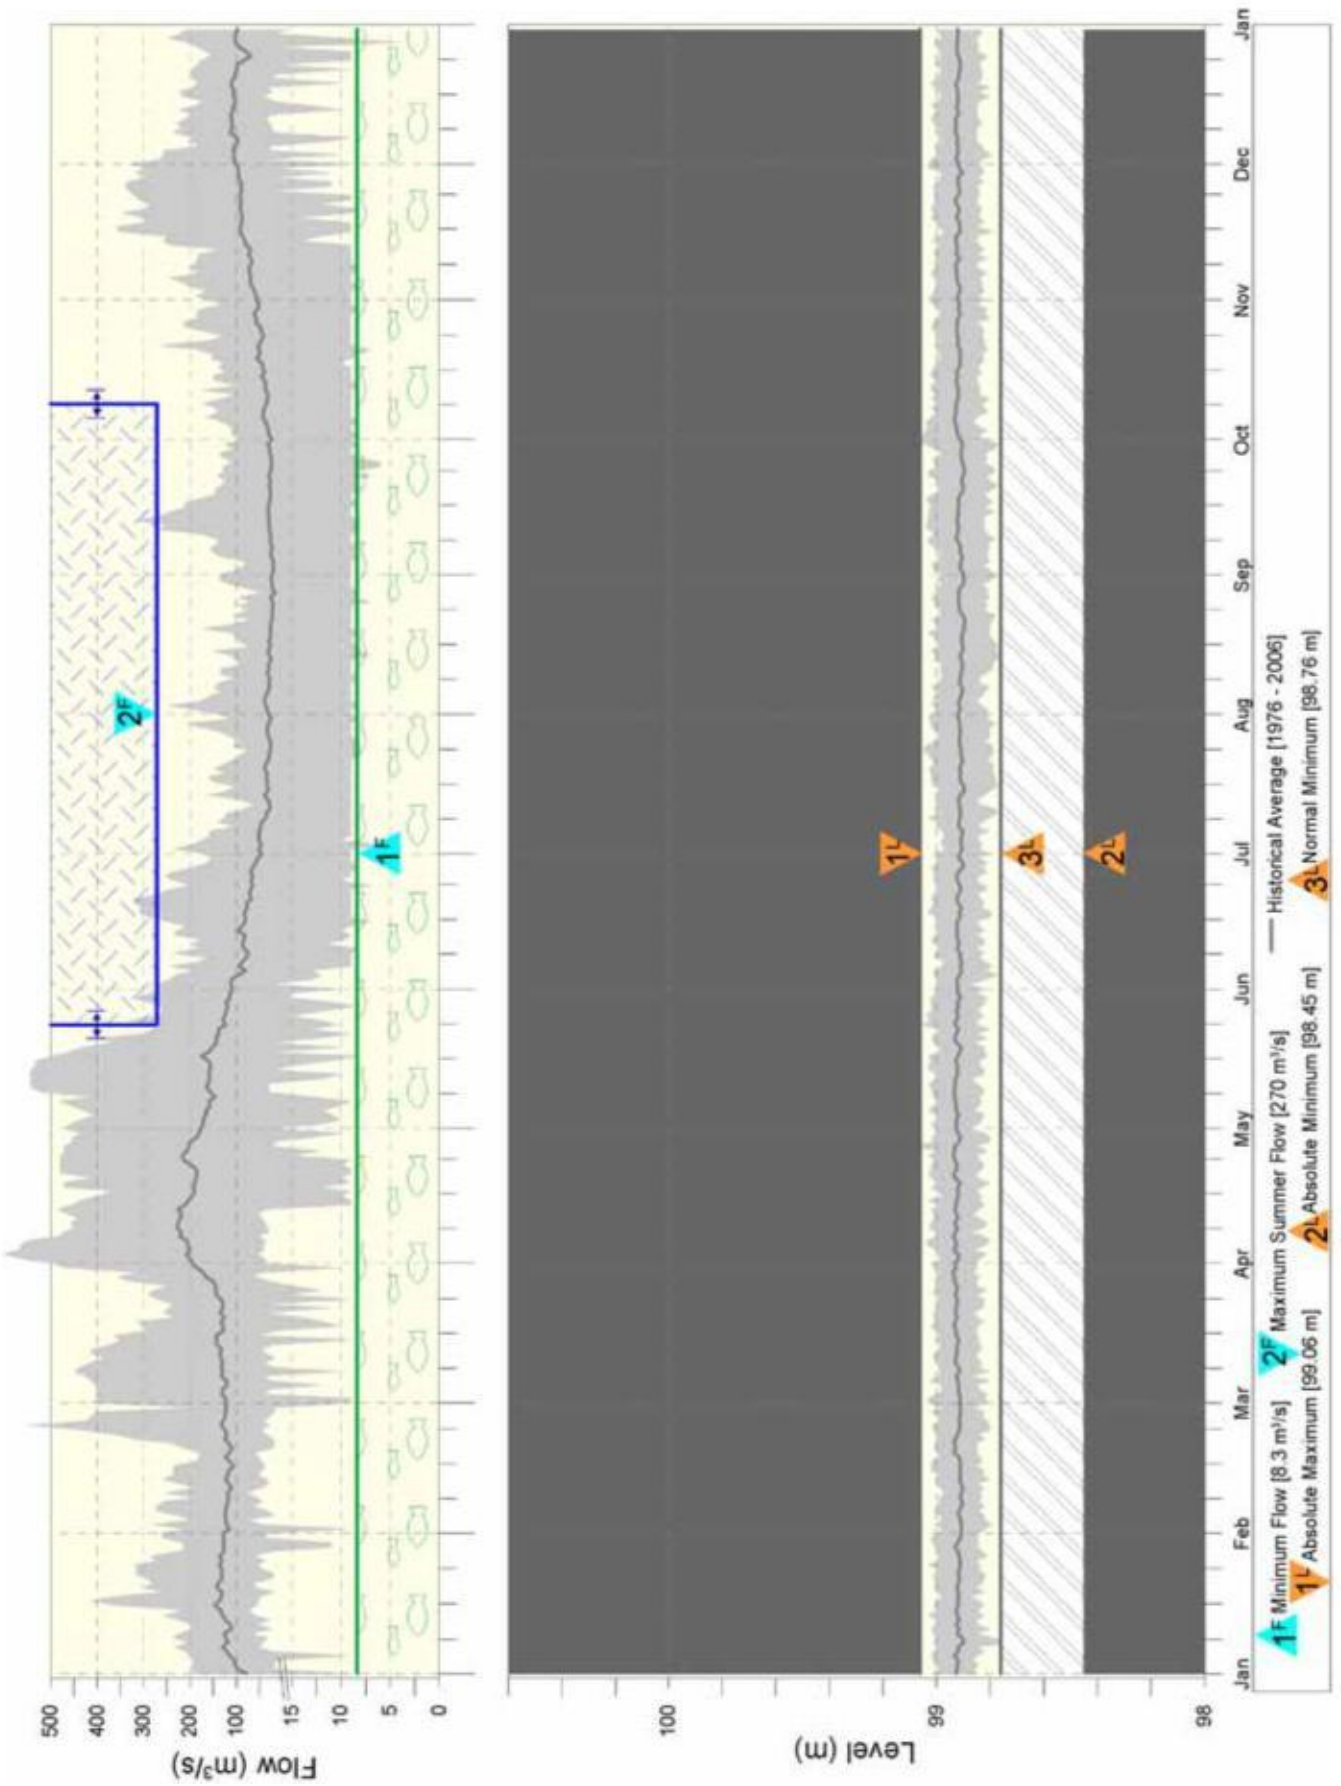 Flow (m³/s)
500
400
300
200
100
15
10
5
0
2F
1F
Level (m)
100
99
98
1L
3L
2L
Jan Feb Mar Apr May Jun Jul Aug Sep Oct Nov Dec Jan
1F Minimum Flow [8.3 m³/s] 2F Maximum Summer Flow [270 m³/s] Historical Average [1976 - 2006]
1L Absolute Maximum [99.06 m] 2L Absolute Minimum [98.45 m] 3L Normal Minimum [98.76 m]